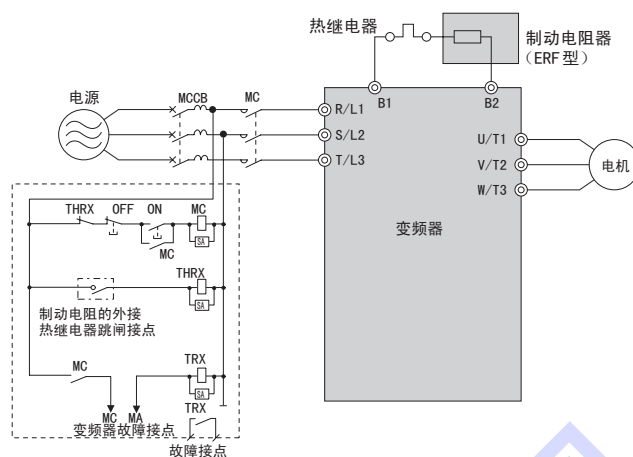 热继电器
制动电阻器
（ERF型）
B1
B2
电源
MCCB
MC
R/L1
S/L2
T/L3
U/T1
V/T2
W/T3
电机
变频器
THRX
OFF
ON
MC
SA
MC
THRX
SA
制动电阻的外接
热继电器跳闸接点
MC
TRX
SA
MC
MA
TRX
变频器故障接点
故障接点